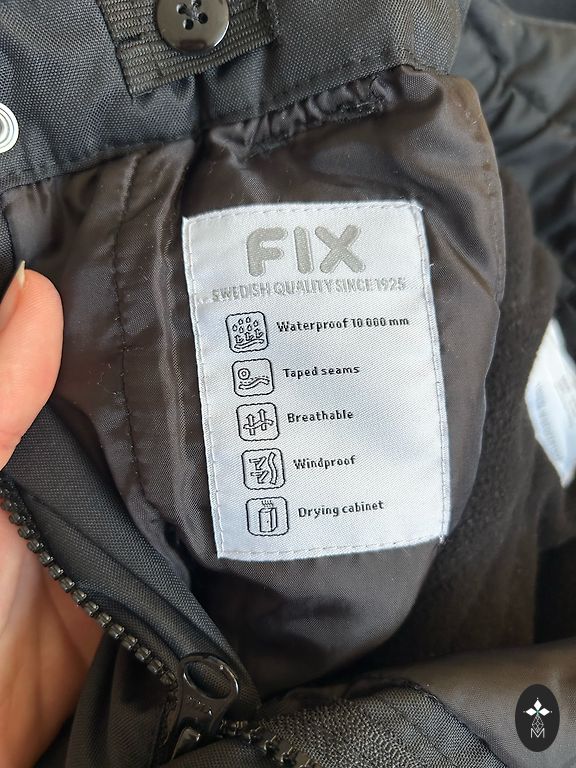 FIX
SWEDISH QUALITY SINCE 1925
Waterproof 10 000 mm
Taped seams
Breathable
Windproof
Drying cabinet
M